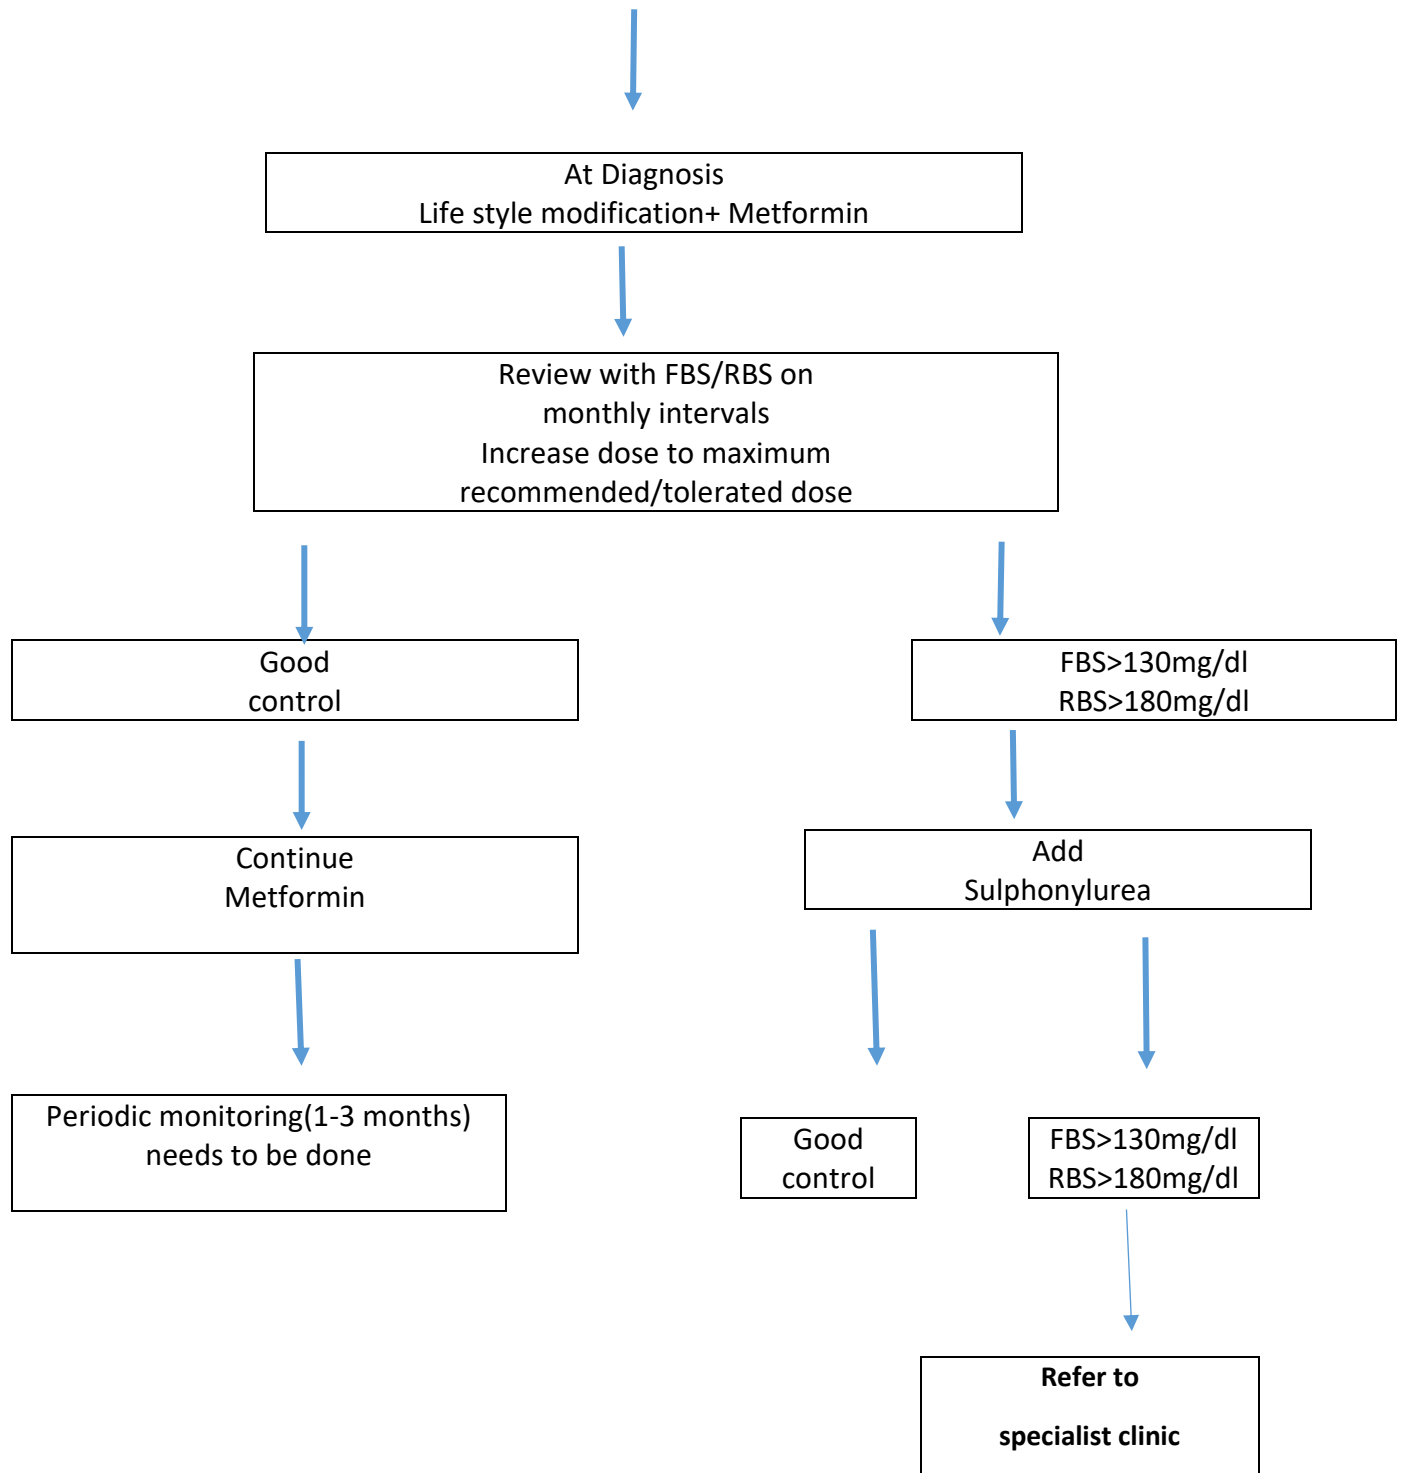 At Diagnosis
Life style modification+ Metformin
Review with FBS/RBS on
monthly intervals
Increase dose to maximum
recommended/tolerated dose
Good
control
FBS>130mg/dl
RBS>180mg/dl
Continue
Metformin
Add
Sulphonylurea
Periodic monitoring(1-3 months)
needs to be done
Good
control
FBS>130mg/dl
RBS>180mg/dl
Refer to
specialist clinic